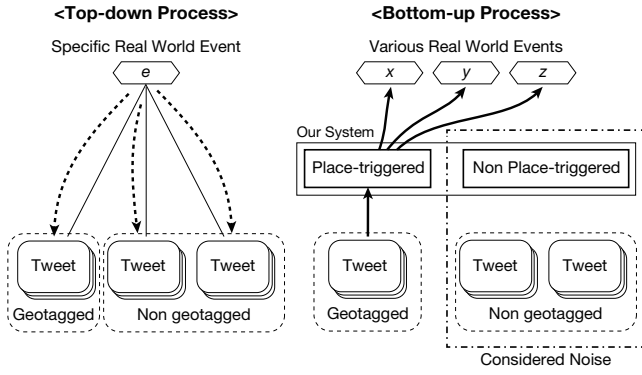 <Top-down Process>
Specific Real World Event
e
Tweet
Tweet
Tweet
Geotagged
Non geotagged
<Bottom-up Process>
Various Real World Events
x
y
z
Our System
Place-triggered
Non Place-triggered
Tweet
Tweet
Tweet
Geotagged
Non geotagged
Considered Noise